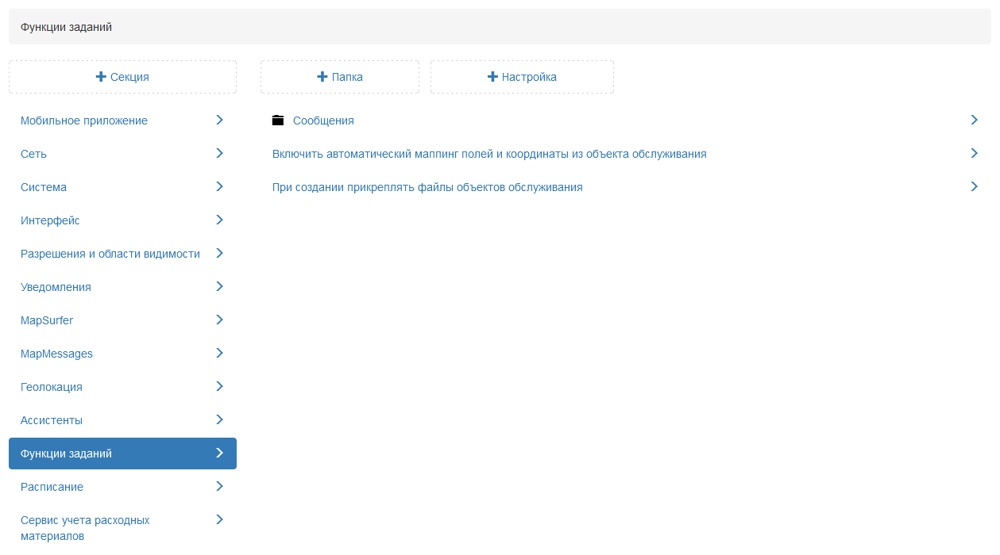 Функции заданий
Секция
Папка
Настройка
Мобильное приложение
Сеть
Система
Интерфейс
Разрешения и области видимости
Уведомления
MapSurfer
MapMessages
Геолокация
Ассистенты
Функции заданий
Расписание
Сервис учета расходных
материалов
Сообщения
Включить автоматический маппинг полей и координаты из объекта обслуживания
При создании прикреплять файлы объектов обслуживания